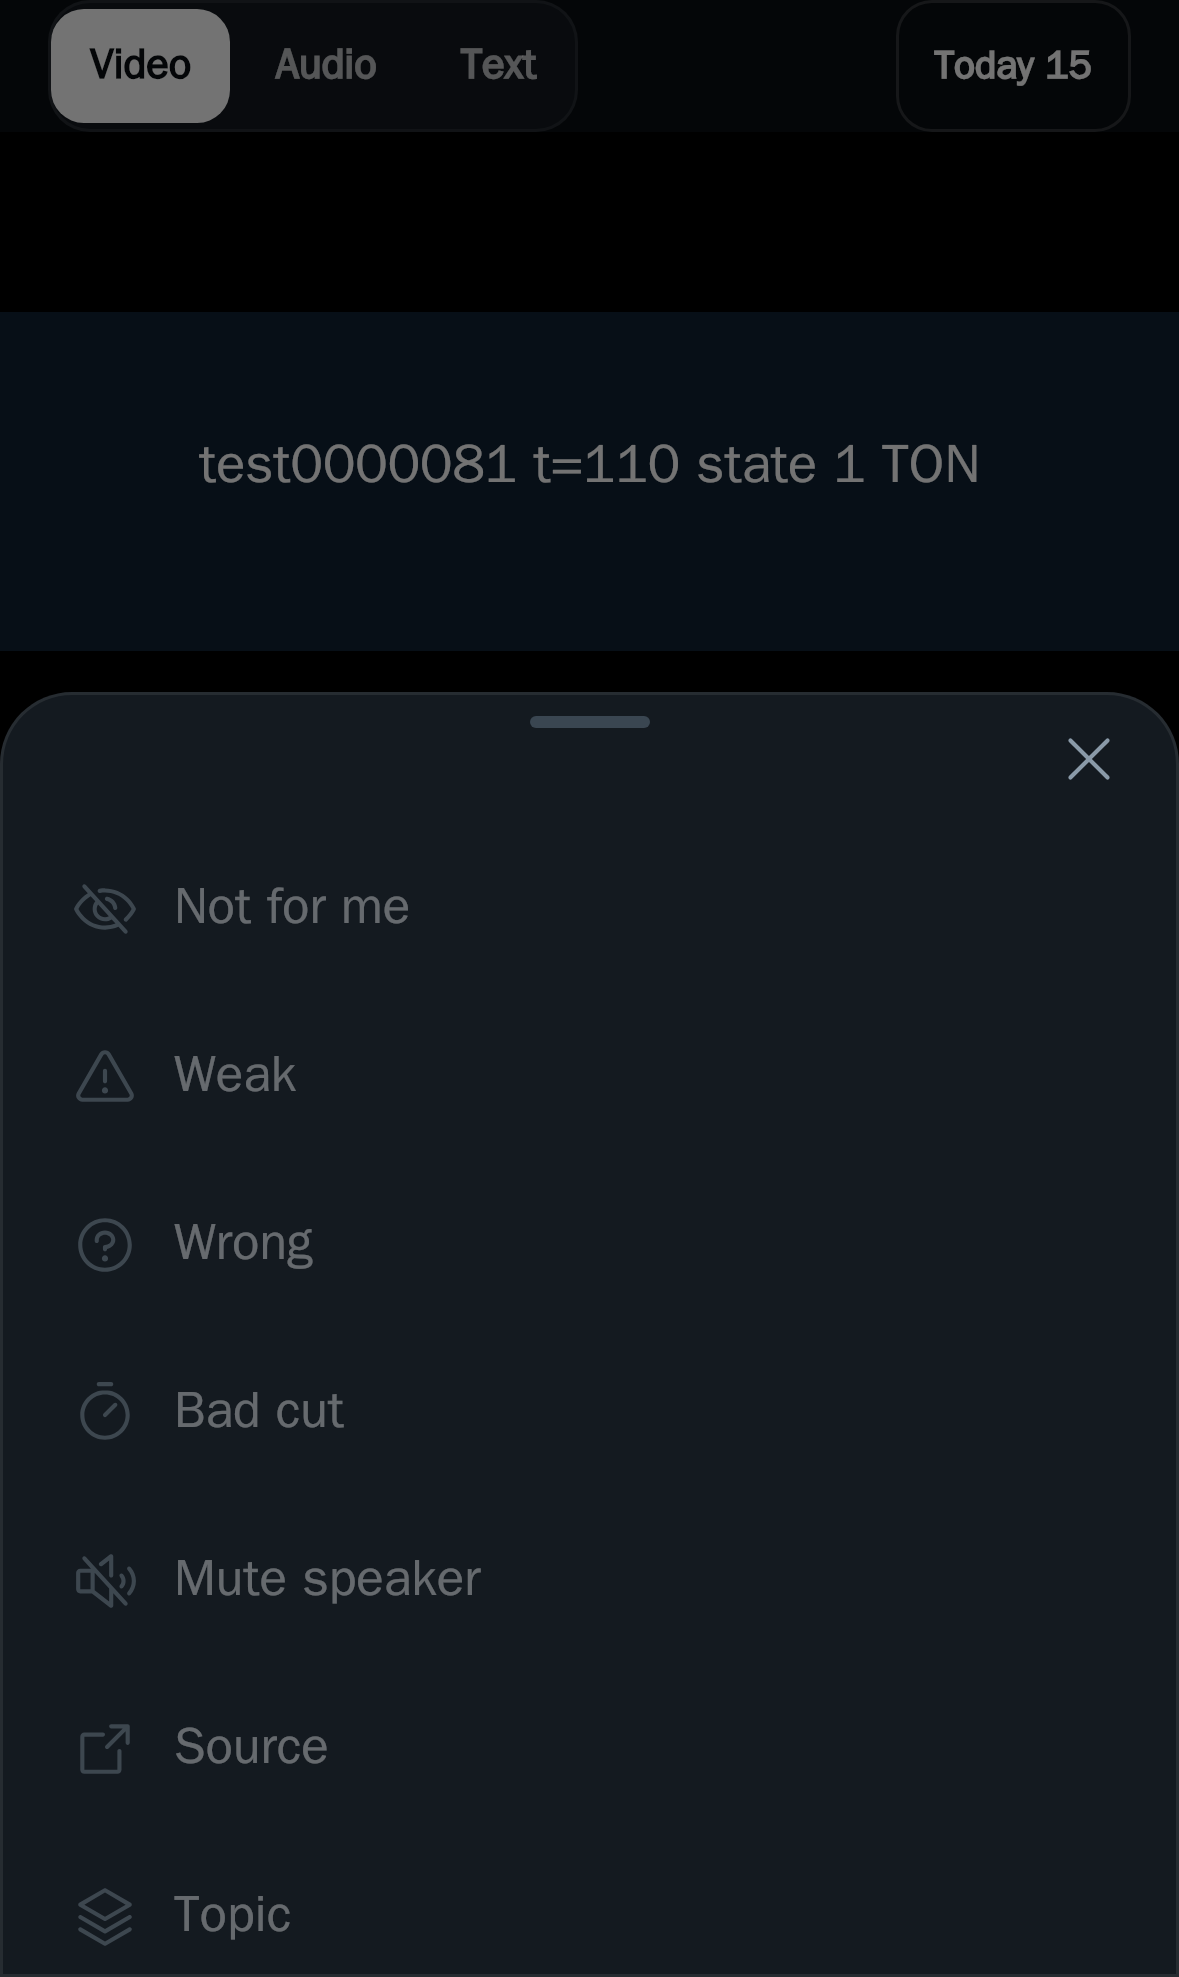 Video Audio Text Today 15
test0000081 t=110 state 1 TON
Not for me
Weak
Wrong
Bad cut
Mute speaker
Source
Topic